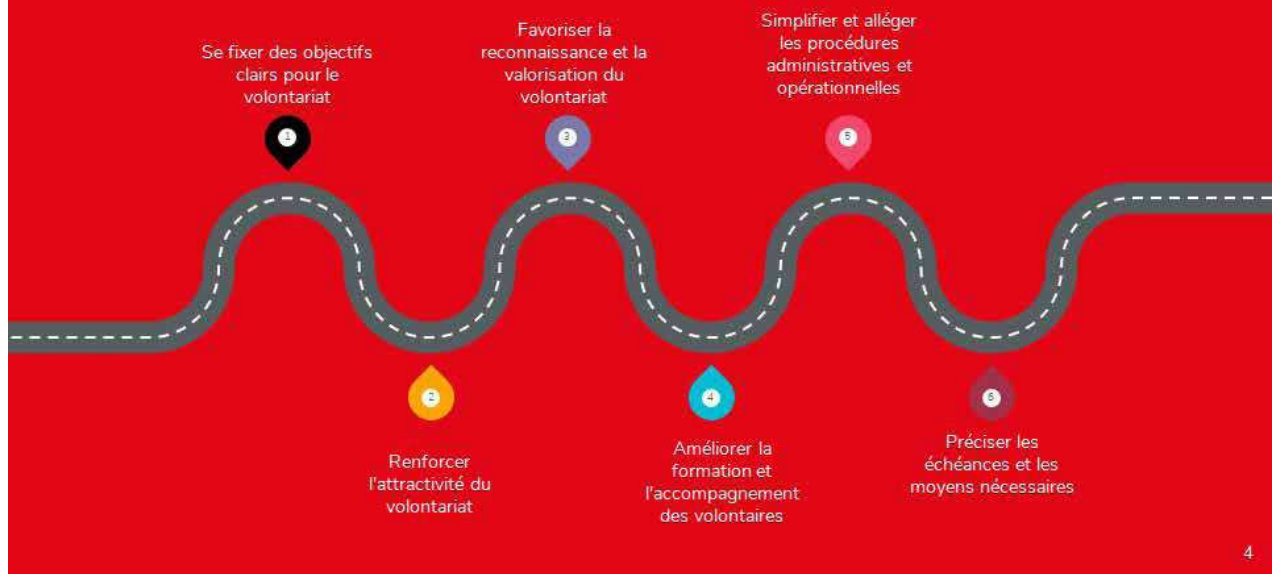 Se fixer des objectifs
clairs pour le
volontariat
1
Favoriser la
reconnaissance et la
valorisation du
volontariat
3
Simplifier et alléger
les procédures
administratives et
opérationnelles
5
2
Renforcer
l'attractivité du
volontariat
4
Améliorer la
formation et
l'accompagnement
des volontaires
6
Préciser les
échéances et les
moyens nécessaires
4